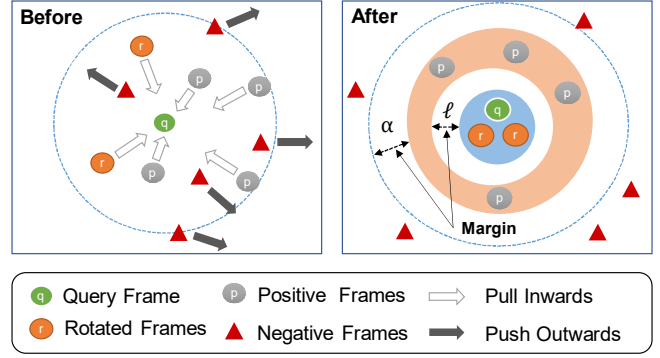 Before
r
p
p
q
r
p
p
After
p
p
p
q
r r
ℓ
α
p
Margin
q Query Frame p Positive Frames Pull Inwards
r Rotated Frames Negative Frames Push Outwards